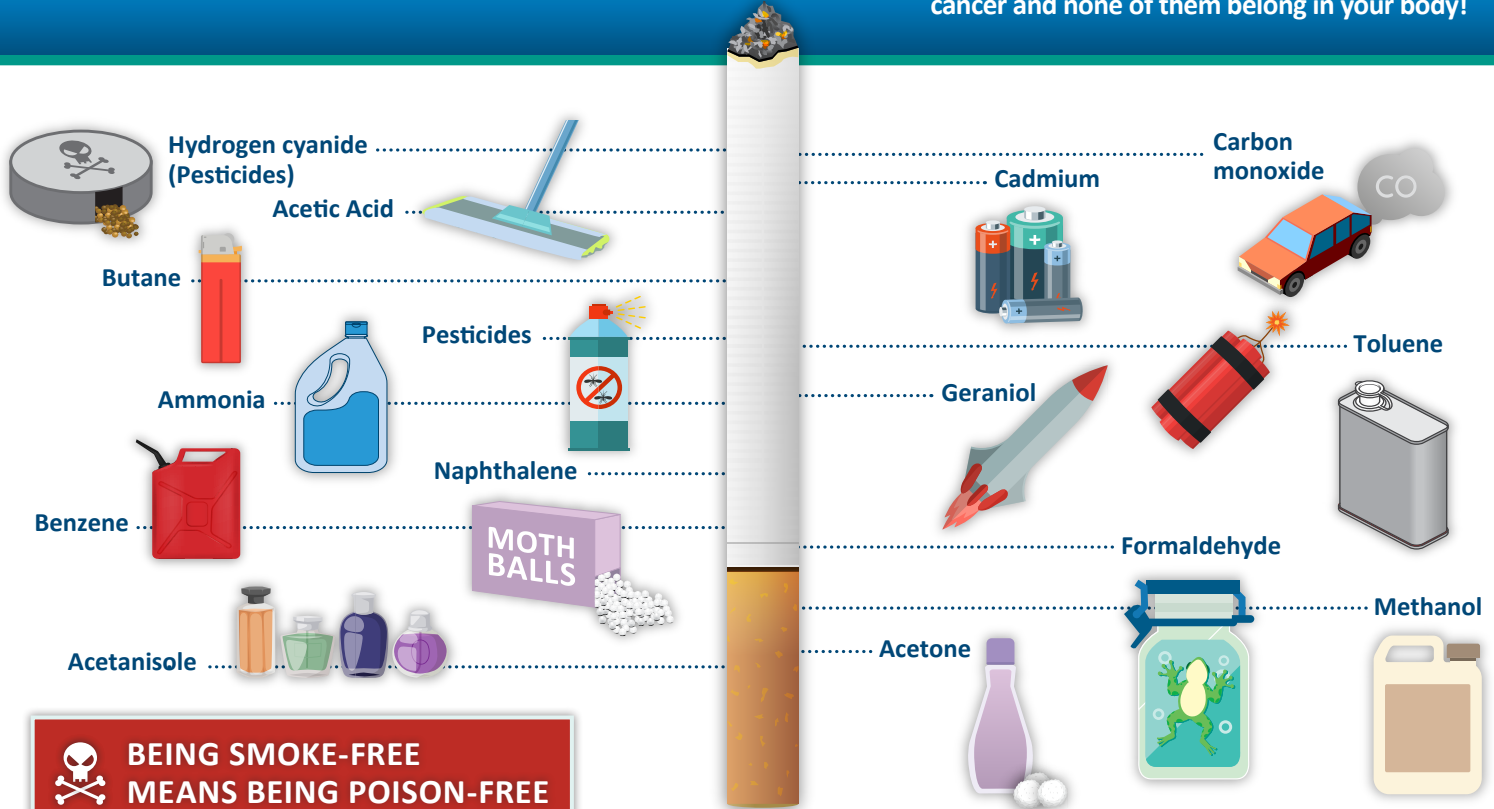 cancer and none of them belong in your body!
Hydrogen cyanide
(Pesticides)
Acetic Acid
Butane
Pesticides
Ammonia
Naphthalene
Benzene
MOTH
BALLS
Acetanisole
Carbon
monoxide
CO
Cadmium
Toluene
Geraniol
Formaldehyde
Methanol
Acetone
BEING SMOKE-FREE
MEANS BEING POISON-FREE